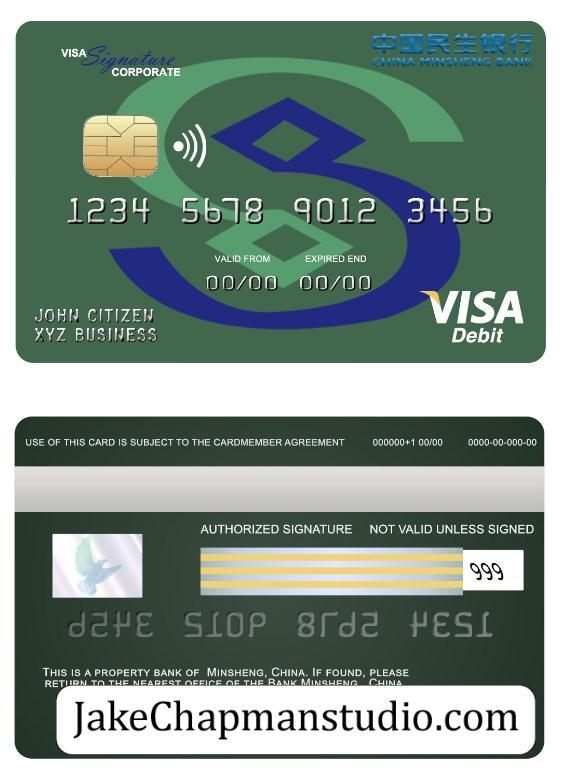 VISA Signature
CORPORATE
中国民生银行
CHINA MINSHENG BANK
1234 5678 9012 3456
VALID FROM EXPIRED END
00/00 00/00
JOHN CITIZEN
XYZ BUSINESS
VISA
Debit
USE OF THIS CARD IS SUBJECT TO THE CARDMEMBER AGREEMENT 000000+1 00/00 0000-00-000-00
AUTHORIZED SIGNATURE NOT VALID UNLESS SIGNED
999
THIS IS A PROPERTY BANK OF MINSHENG, CHINA. IF FOUND, PLEASE
RETURN TO THE NEAREST OFFICE OF THE BANK MINSHENG, CHINA
JakeChapmanstudio.com